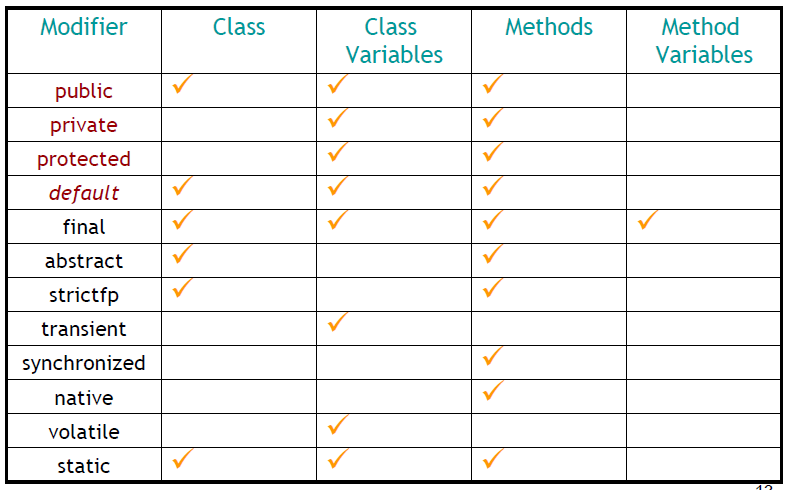 Modifier Class Class Variables Methods Method Variables
public ✓ ✓ ✓
private ✓ ✓
protected ✓ ✓
default ✓ ✓ ✓
final ✓ ✓ ✓ ✓
abstract ✓ ✓
strictfp ✓ ✓
transient ✓
synchronized ✓
native ✓
volatile ✓
static ✓ ✓ ✓